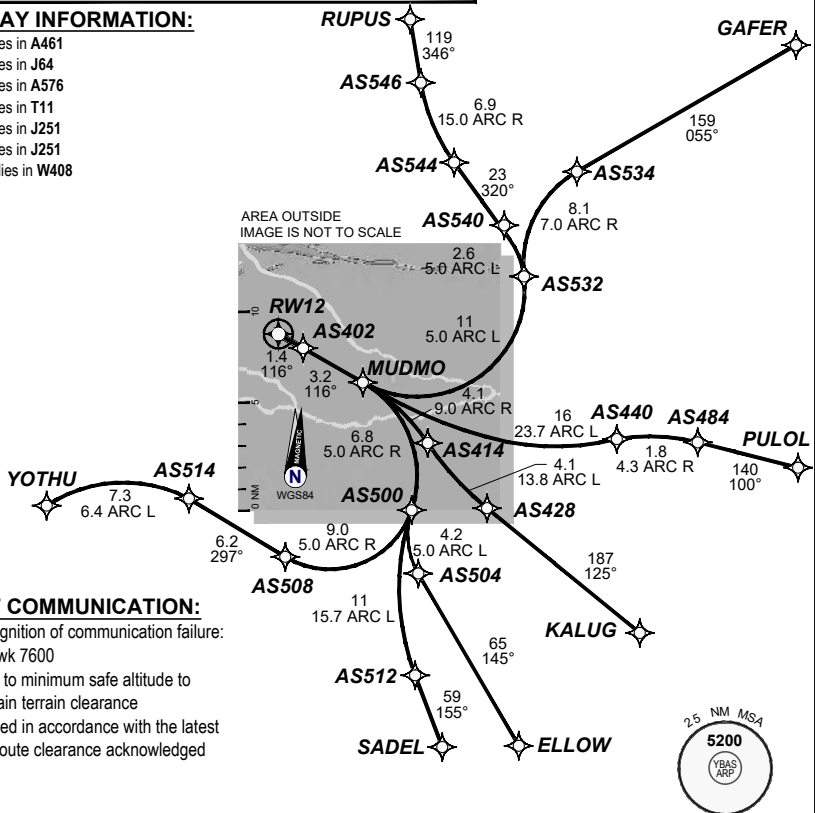 AY INFORMATION:
es in A461
es in J64
es in A576
es in T11
es in J251
es in J251
lies in W408
RUPUS
119
346°
AS546
6.9
15.0 ARC R
AS544
23
320°
AS540
GAFER
159
055°
AS534
8.1
7.0 ARC R
AREA OUTSIDE
IMAGE IS NOT TO SCALE
2.6
5.0 ARC L
AS532
11
5.0 ARC L
10
5
0 NM
RW12
AS402
1.4
116°
3.2
116°
MUDMO
4.1
9.0 ARC R
6.8
5.0 ARC R
MAGNETIC
N
WGS84
16
23.7 ARC L
AS440
AS484
1.8
4.3 ARC R
PULOL
140
100°
AS414
4.1
13.8 ARC L
AS428
187
125°
KALUG
YOTHU
AS514
7.3
6.4 ARC L
6.2
297°
AS508
9.0
5.0 ARC R
AS500
4.2
5.0 ARC L
AS504
11
15.7 ARC L
65
145°
AS512
59
155°
SADEL
ELLOW
COMMUNICATION:
gnition of communication failure:
wk 7600
to minimum safe altitude to
ain terrain clearance
ed in accordance with the latest
oute clearance acknowledged
25 NM MSA
5200
YBAS
ARP